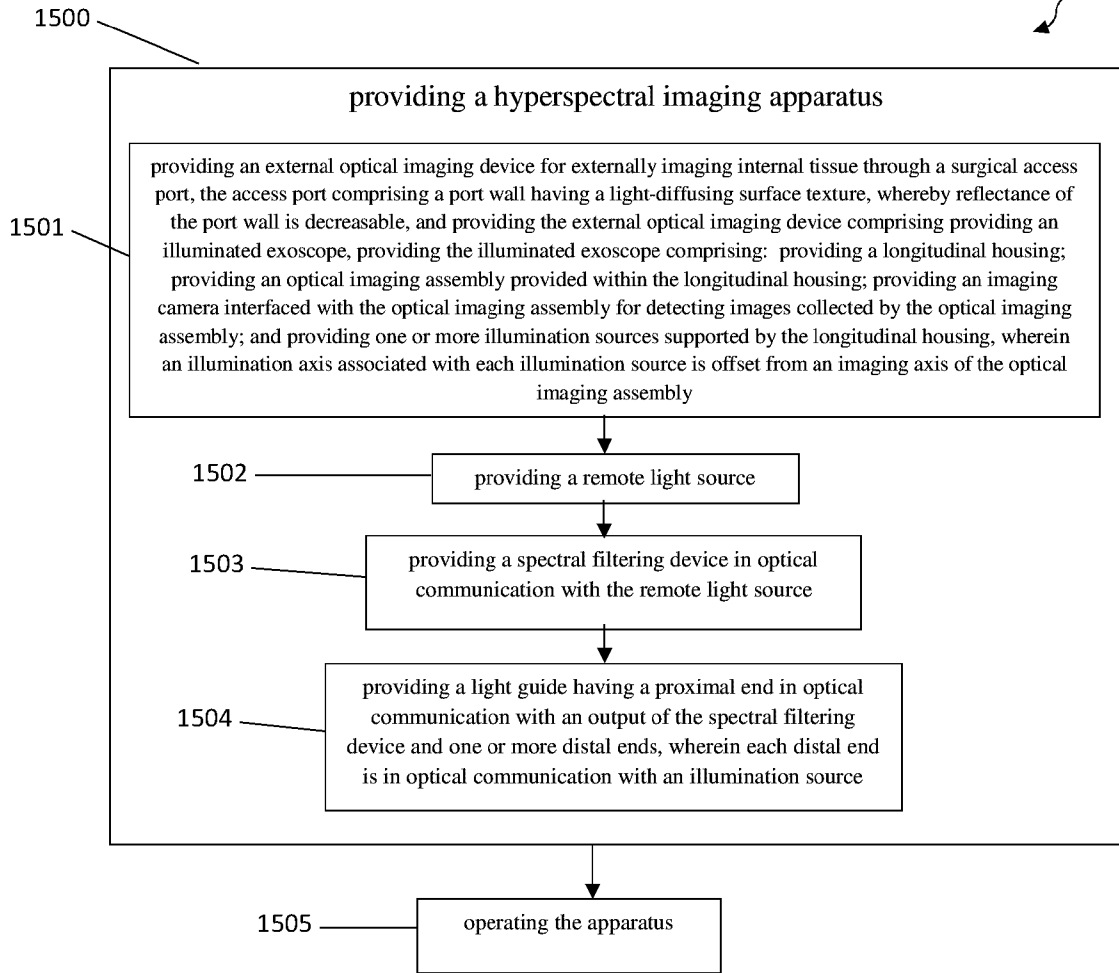 1500
providing a hyperspectral imaging apparatus
1501
providing an external optical imaging device for externally imaging internal tissue through a surgical access
port, the access port comprising a port wall having a light-diffusing surface texture, whereby reflectance of
the port wall is decreasable, and providing the external optical imaging device comprising providing an
illuminated exoscope, providing the illuminated exoscope comprising: providing a longitudinal housing;
providing an optical imaging assembly provided within the longitudinal housing; providing an imaging
camera interfaced with the optical imaging assembly for detecting images collected by the optical imaging
assembly; and providing one or more illumination sources supported by the longitudinal housing, wherein
an illumination axis associated with each illumination source is offset from an imaging axis of the optical
imaging assembly
1502
providing a remote light source
1503
providing a spectral filtering device in optical
communication with the remote light source
1504
providing a light guide having a proximal end in optical
communication with an output of the spectral filtering
device and one or more distal ends, wherein each distal end
is in optical communication with an illumination source
1505
operating the apparatus